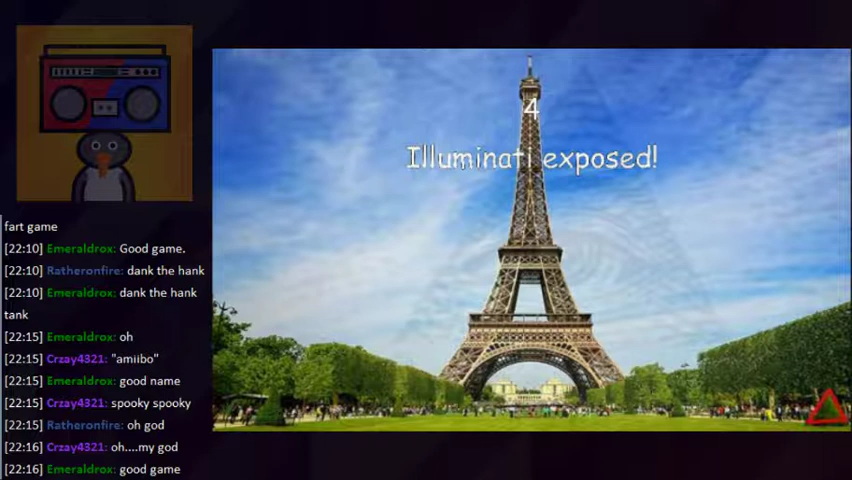 4
Illuminati exposed!
fart game
[22:10] Emeraldrox: Good game.
[22:10] Ratheronfire: dank the hank
[22:10] Emeraldrox: dank the hank
tank
[22:15] Emeraldrox: oh
[22:15] Crzay4321: "amiibo"
[22:15] Emeraldrox: good name
[22:15] Crzay4321: spooky spooky
[22:15] Ratheronfire: oh god
[22:16] Crzay4321: oh....my god
[22:16] Emeraldrox: good game